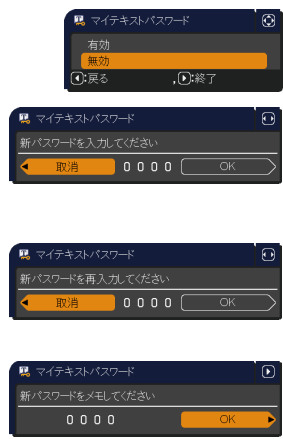 マイテキストパスワード
有効
無効
:戻る ,:終了
マイテキストパスワード
新パスワードを入力してください
取消 0 0 0 0 OK
マイテキストパスワード
新パスワードを再入力してください
取消 0 0 0 0 OK
マイテキストパスワード
新パスワードをメモしてください
0 0 0 0 OK